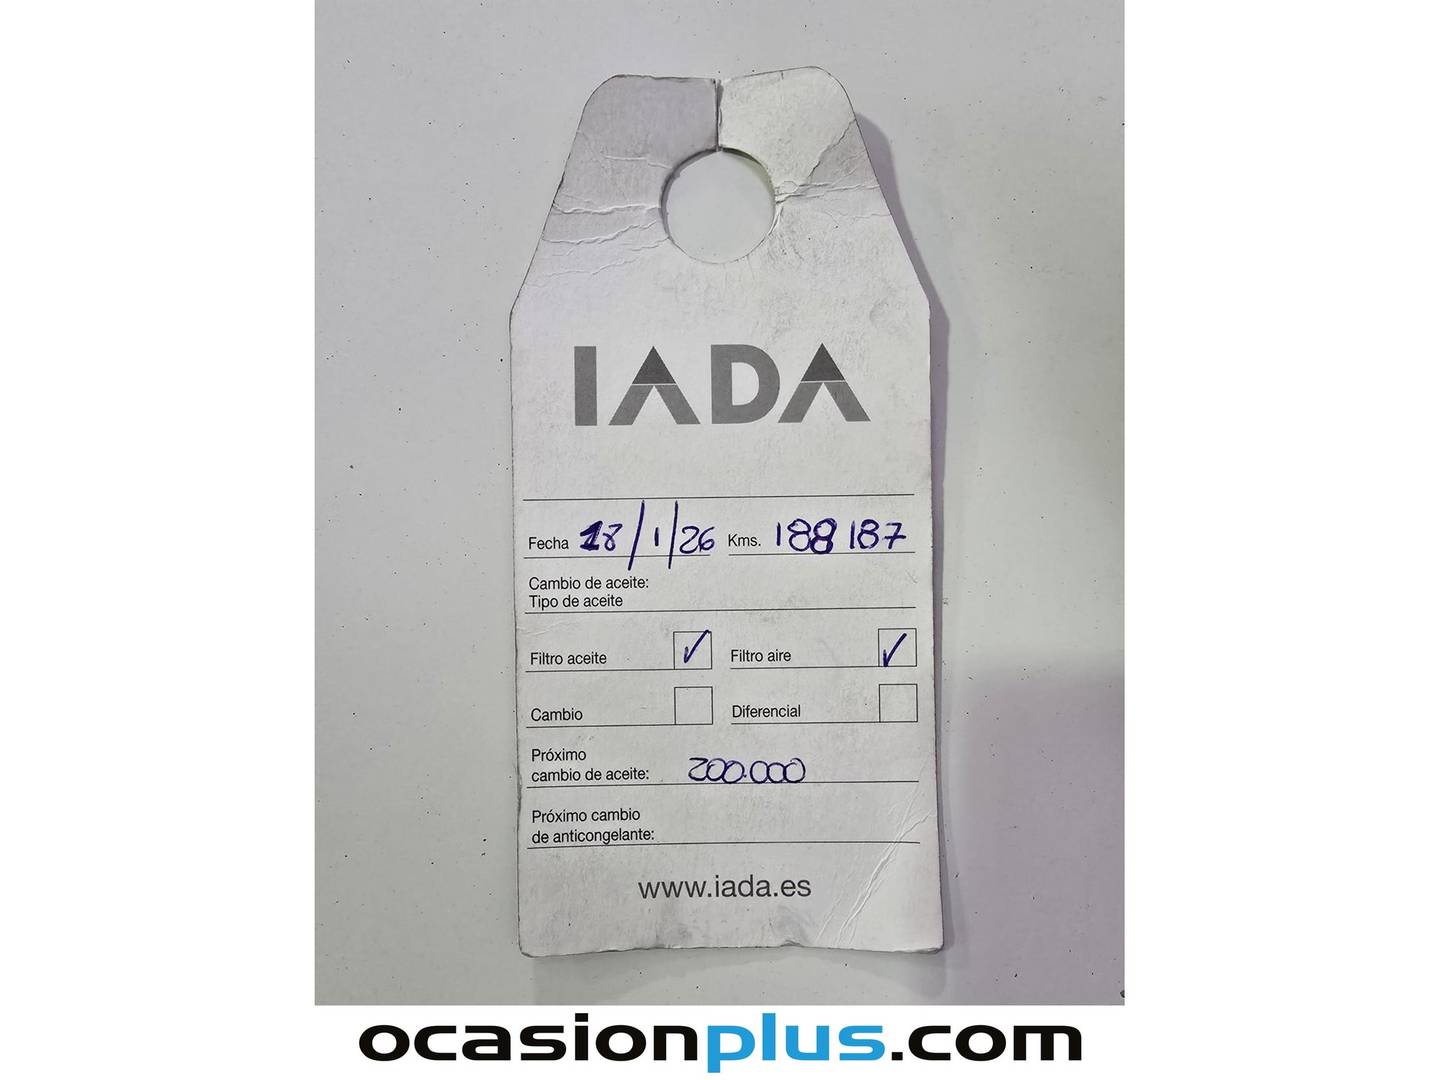 IADA
Fecha 18/1/26 Kms. 188187
Cambio de aceite:
Tipo de aceite
Filtro aceite ✓ Filtro aire ✓
Cambio Diferencial
Próximo
cambio de aceite: 200.000
Próximo cambio
de anticongelante:
www.iada.es
ocasionplus.com